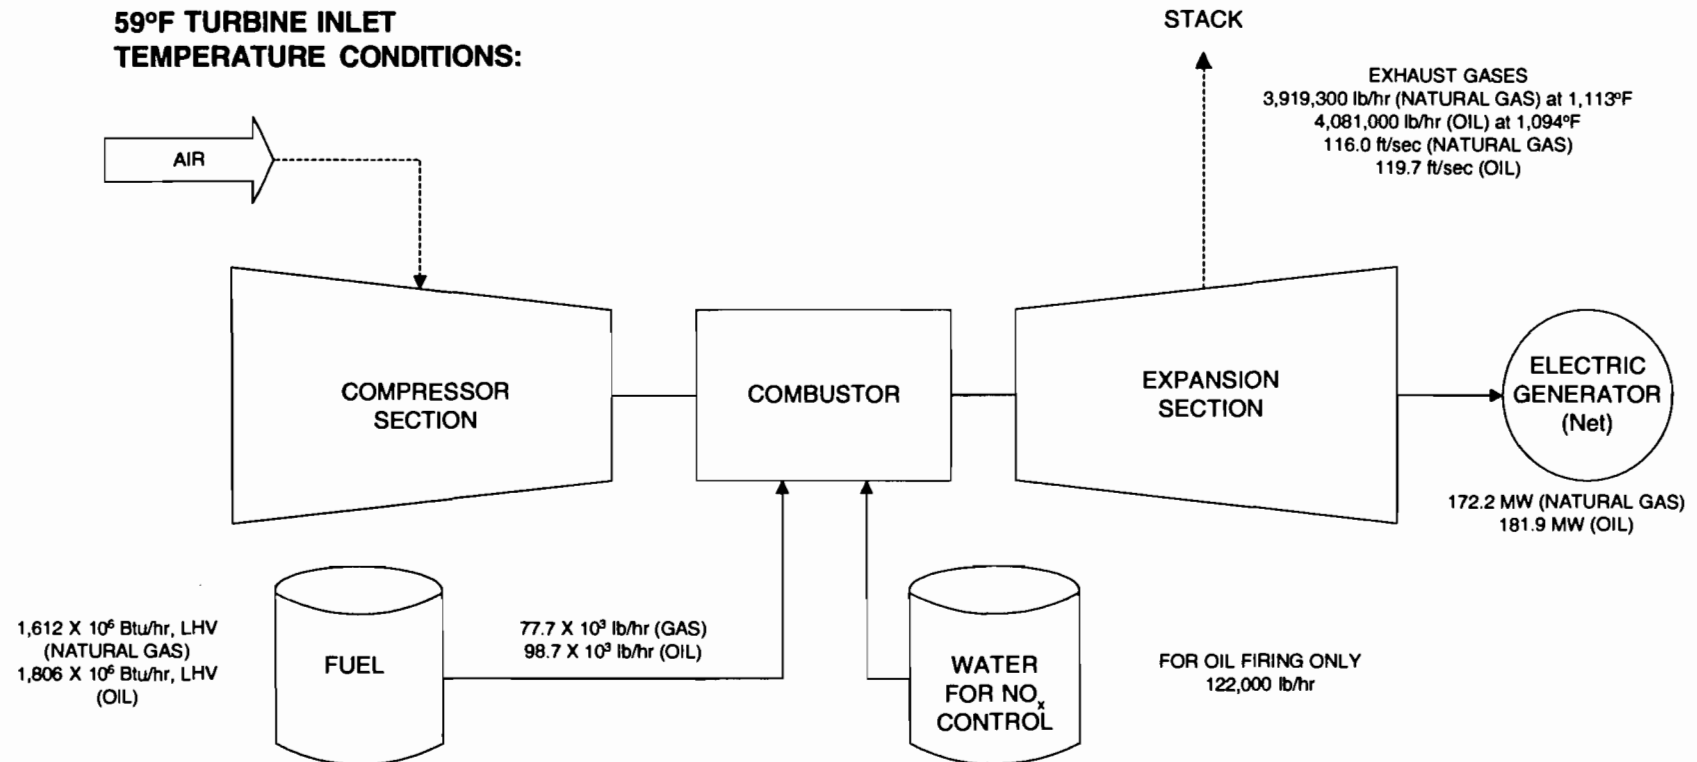 59ºF TURBINE INLET
TEMPERATURE CONDITIONS:
STACK
EXHAUST GASES
3,919,300 lb/hr (NATURAL GAS) at 1,113ºF
4,081,000 lb/hr (OIL) at 1,094ºF
116.0 ft/sec (NATURAL GAS)
119.7 ft/sec (OIL)
AIR
COMPRESSOR
SECTION
COMBUSTOR
EXPANSION
SECTION
ELECTRIC
GENERATOR
(Net)
172.2 MW (NATURAL GAS)
181.9 MW (OIL)
1,612 X 10⁶ Btu/hr, LHV
(NATURAL GAS)
1,806 X 10⁶ Btu/hr, LHV
(OIL)
FUEL
77.7 X 10³ lb/hr (GAS)
98.7 X 10³ lb/hr (OIL)
WATER
FOR NOₓ
CONTROL
FOR OIL FIRING ONLY
122,000 lb/hr